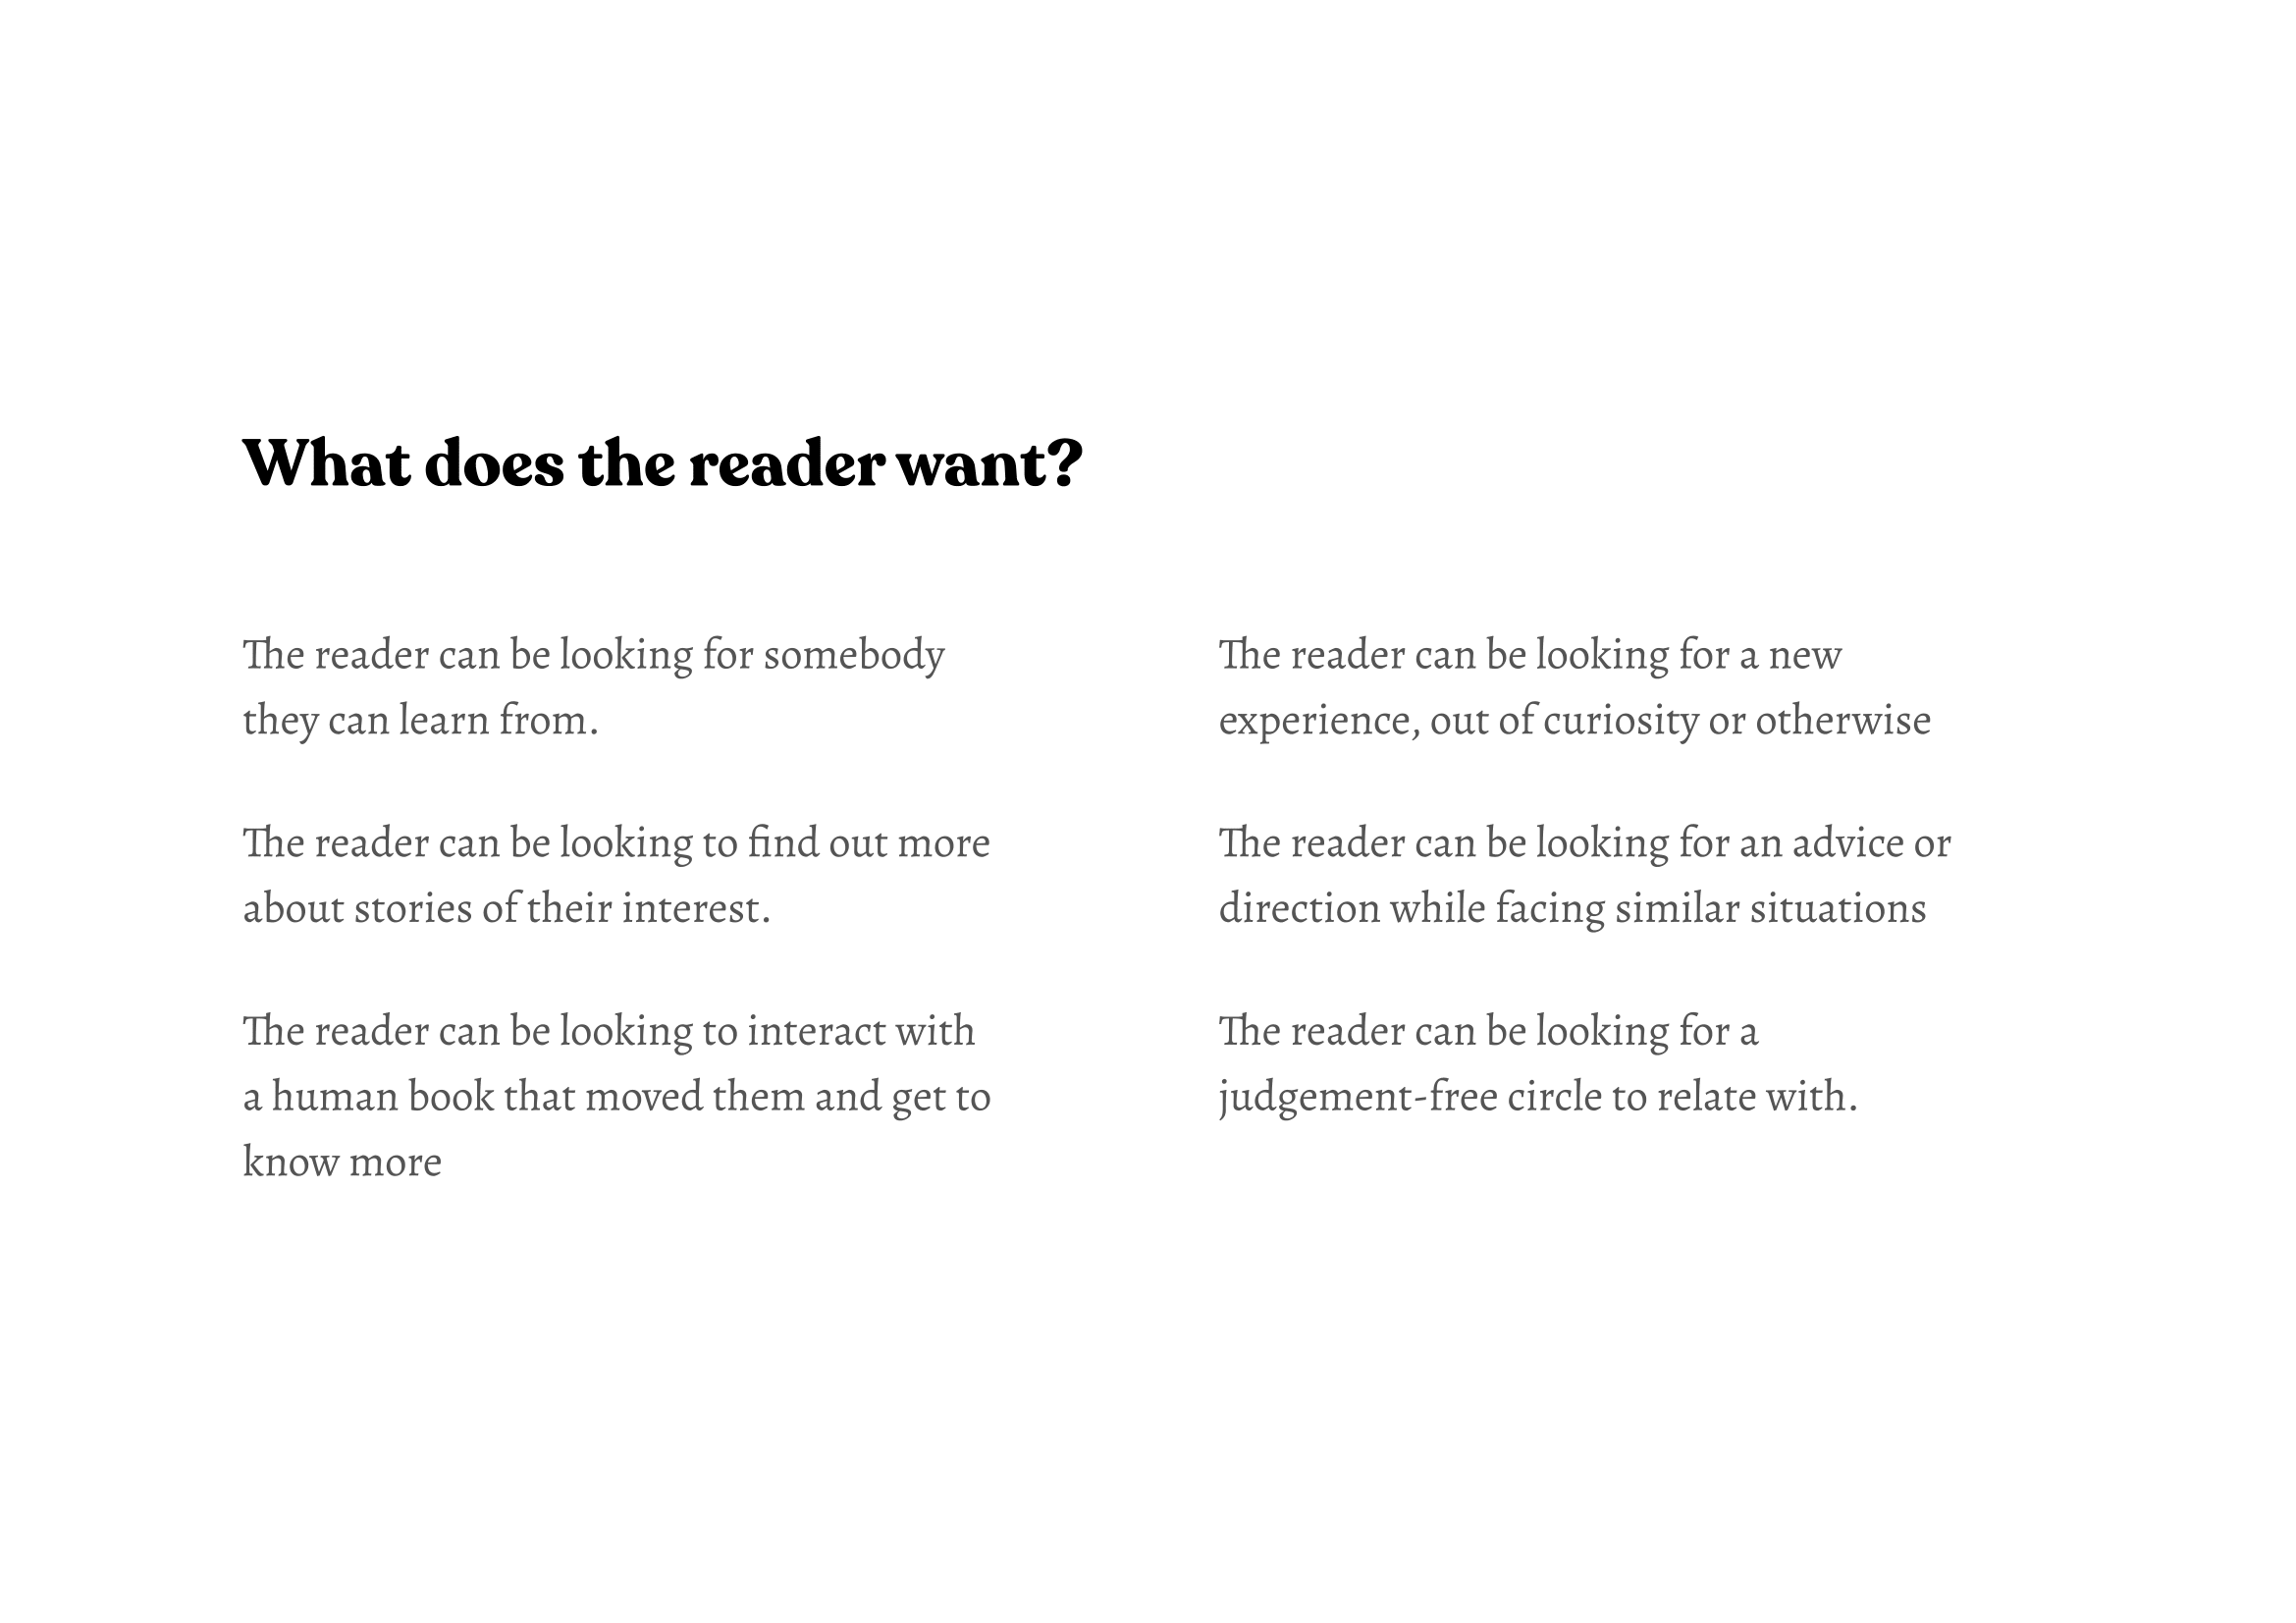 What does the reader want?
The reader can be looking for somebody
they can learn from.
The reader can be looking to find out more
about stories of their interest.
The reader can be looking to interact with
a human book that moved them and get to
know more
The reader can be looking for a new
experience, out of curiosity or otherwise
The reader can be looking for an advice or
direction while facing similar situations
The reader can be looking for a
judgement-free circle to relate with.